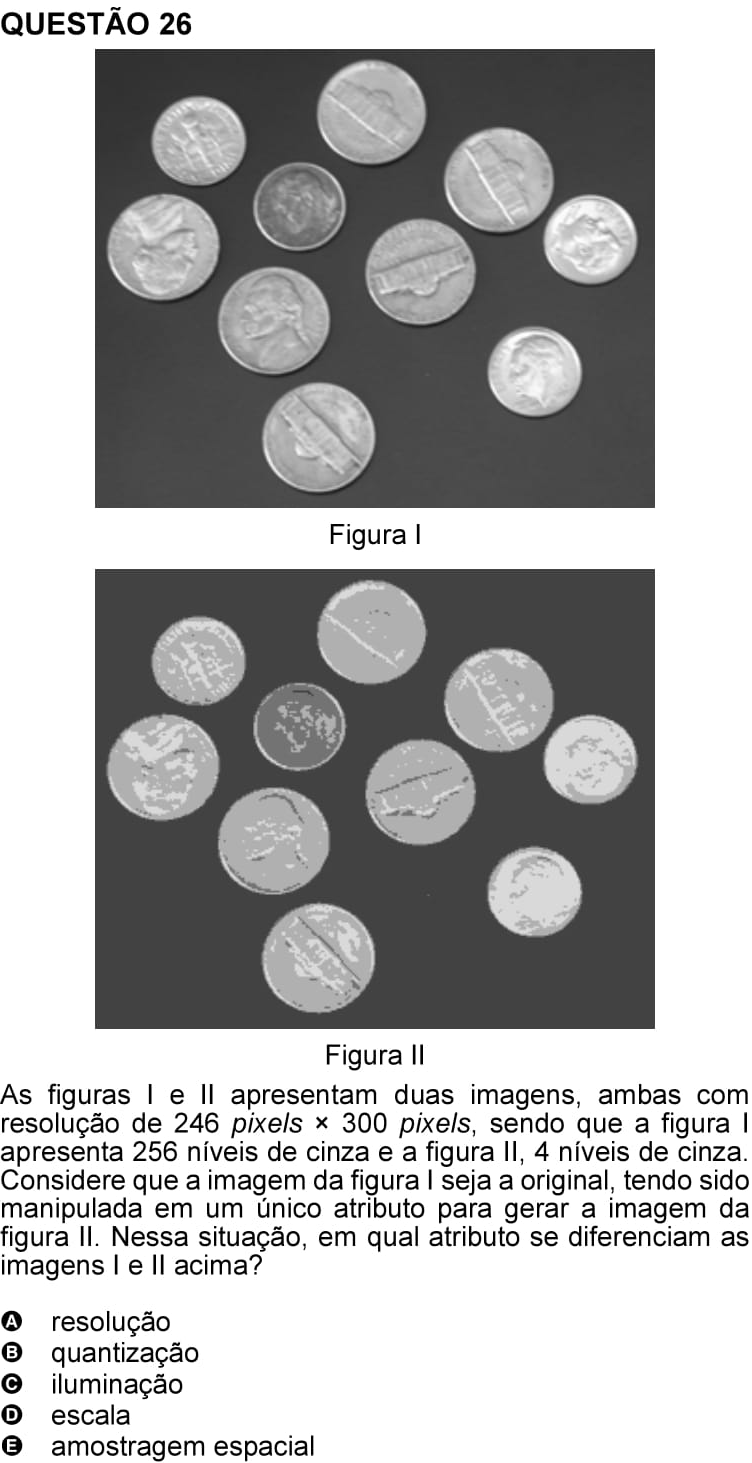 QUESTÃO 26
Figura I
Figura II
As figuras I e II apresentam duas imagens, ambas com
resolução de 246 pixels × 300 pixels, sendo que a figura I
apresenta 256 níveis de cinza e a figura II, 4 níveis de cinza.
Considere que a imagem da figura I seja a original, tendo sido
manipulada em um único atributo para gerar a imagem da
figura II. Nessa situação, em qual atributo se diferenciam as
imagens I e II acima?
A resolução
B quantização
C iluminação
D escala
E amostragem espacial